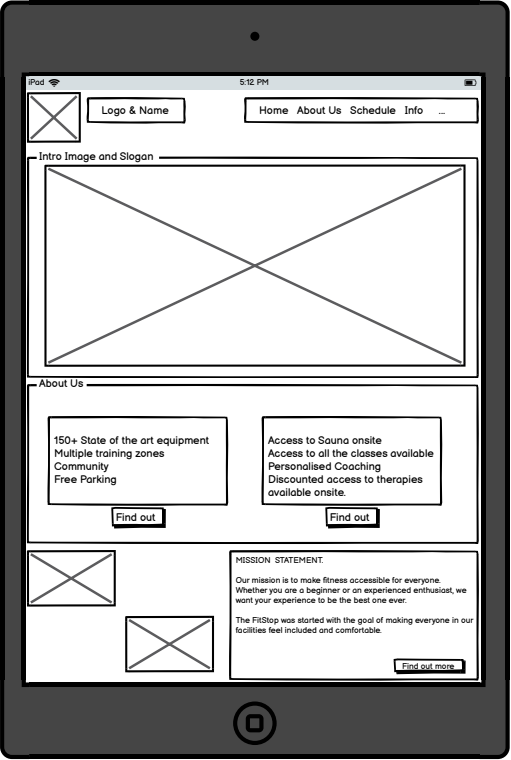 iPad 5:12 PM
Logo & Name
Home About Us Schedule Info ...
Intro Image and Slogan
About Us
150+ State of the art equipment
Multiple training zones
Community
Free Parking
Find out
Access to Sauna onsite
Access to all the classes available
Personalised Coaching
Discounted access to therapies
available onsite.
Find out
MISSION STATEMENT.
Our mission is to make fitness accessible for everyone.
Whether you are a beginner or an experienced enthusiast, we
want your experience to be the best one ever.
The FitStop was started with the goal of making everyone in our
facilities feel included and comfortable.
Find out more